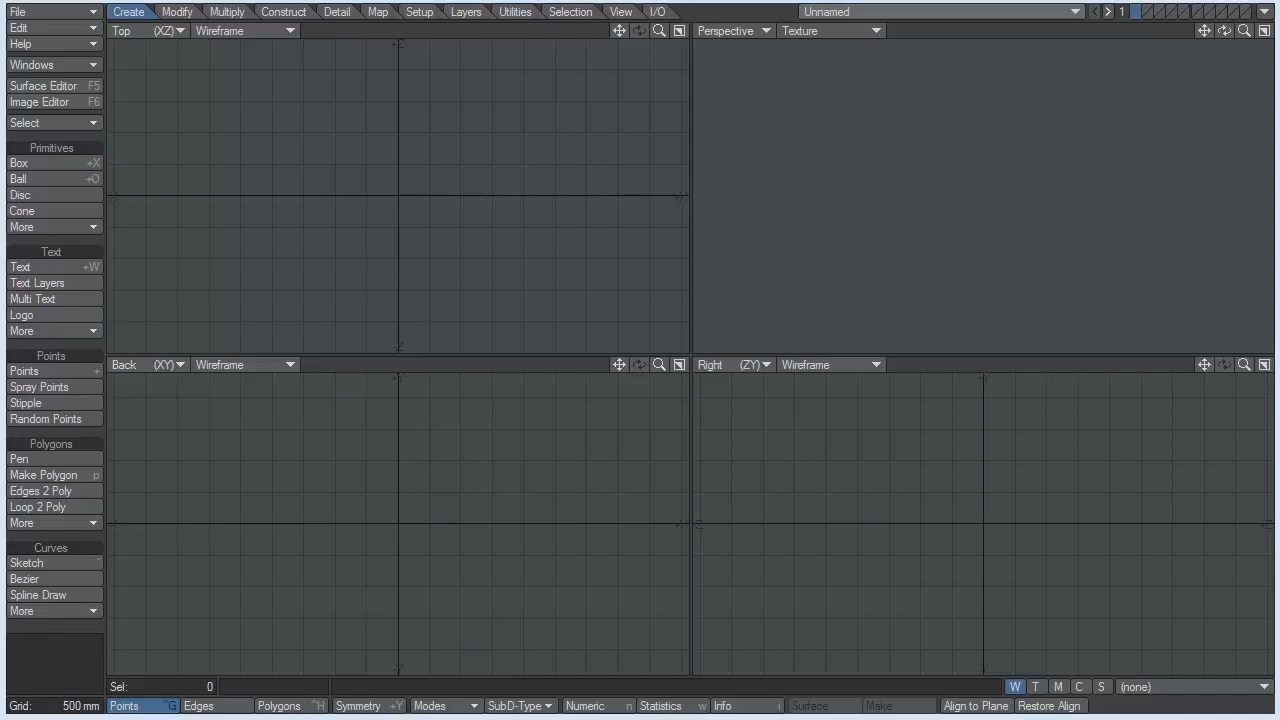 File Create Modify Multiply Construct Detail Map Setup Layers Utilities Selection View I/O Unnamed < > 1
Edit Top (XZ) Wireframe Perspective Texture
Help
Windows
Surface Editor F5
Image Editor F6
Select
Primitives
Box +X
Ball +O
Disc
Cone
More
Text
Text +W
Text Layers
Multi Text
Logo
More
Points
Back (XY) Wireframe Right (ZY) Wireframe
Points +
Spray Points
Stipple
Random Points
Polygons
Pen
Make Polygon p
Edges 2 Poly
Loop 2 Poly
More
Curves
Sketch
Bezier
Spline Draw
More
Sel: 0 W T M C S (none)
Grid: 500 mm Points ^G Edges Polygons ^H Symmetry +Y Modes SubD-Type Numeric n Statistics w Info i Surface Make Align to Plane Restore Align